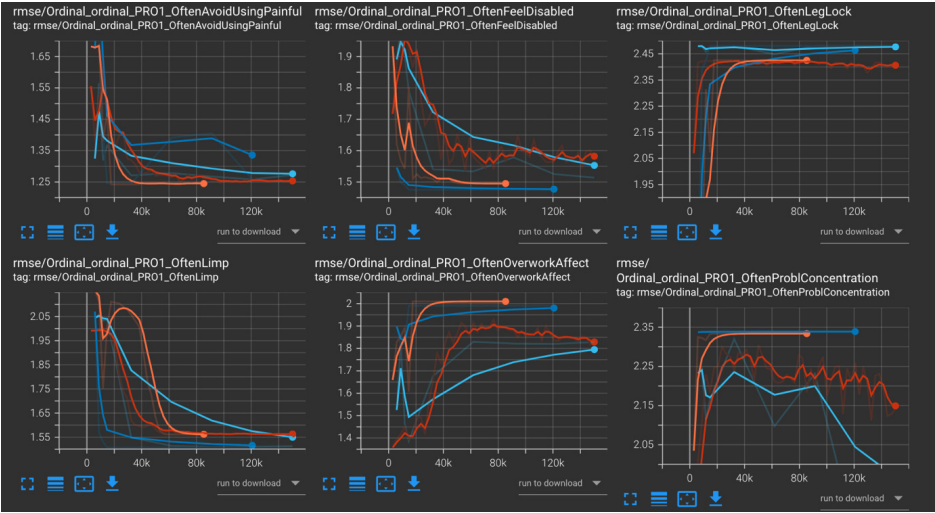 rmse/Ordinal_ordinal_PRO1_OftenAvoidUsingPainful
tag: rmse/Ordinal_ordinal_PRO1_OftenAvoidUsingPainful
1.65
1.55
1.45
1.35
1.25
0 40k 80k 120k
run to download
rmse/Ordinal_ordinal_PRO1_OftenFeelDisabled
tag: rmse/Ordinal_ordinal_PRO1_OftenFeelDisabled
1.9
1.8
1.7
1.6
1.5
0 40k 80k 120k
run to download
rmse/Ordinal_ordinal_PRO1_OftenLegLock
tag: rmse/Ordinal_ordinal_PRO1_OftenLegLock
2.45
2.35
2.25
2.15
2.05
1.95
0 40k 80k 120k
run to download
rmse/Ordinal_ordinal_PRO1_OftenLimp
tag: rmse/Ordinal_ordinal_PRO1_OftenLimp
2.05
1.95
1.85
1.75
1.65
1.55
0 40k 80k 120k
run to download
rmse/Ordinal_ordinal_PRO1_OftenOverworkAffect
tag: rmse/Ordinal_ordinal_PRO1_OftenOverworkAffect
2
1.9
1.8
1.7
1.6
1.5
1.4
0 40k 80k 120k
run to download
rmse/
Ordinal_ordinal_PRO1_OftenProblConcentration
tag: rmse/Ordinal_ordinal_PRO1_OftenProblConcentration
2.35
2.25
2.15
2.05
0 40k 80k 120k
run to download